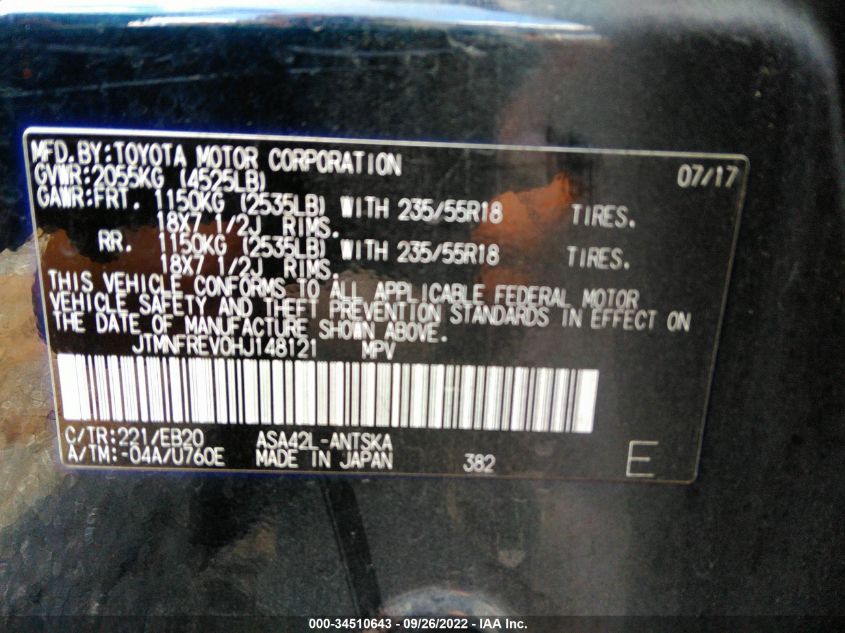 MFD.BY:TOYOTA MOTOR CORPORATION 07/17
GVWR:2055KG (4525LB)
GAWR:FRT. 1150KG (2535LB) WITH 235/55R18 TIRES.
18X7 1/2J RIMS.
RR. 1150KG (2535LB) WITH 235/55R18 TIRES.
18X7 1/2J RIMS.
THIS VEHICLE CONFORMS TO ALL APPLICABLE FEDERAL MOTOR
VEHICLE SAFETY AND THEFT PREVENTION STANDARDS IN EFFECT ON
THE DATE OF MANUFACTURE SHOWN ABOVE.
JTMNFREV0HJ148121 MPV
C/TR:221/EB20 ASA42L-ANTSKA
A/TM:-04A/U760E MADE IN JAPAN 382 E
000-34510643 - 09/26/2022 - IAA Inc.